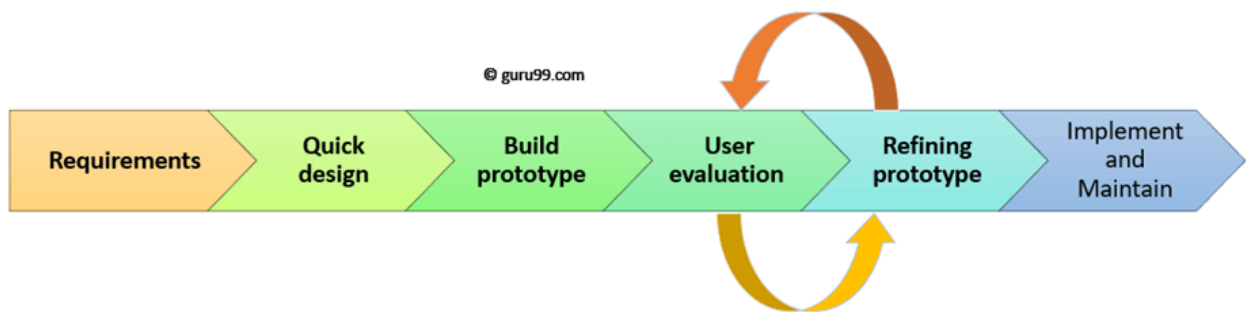 © guru99.com
Requirements
Quick
design
Build
prototype
User
evaluation
Refining
prototype
Implement
and
Maintain